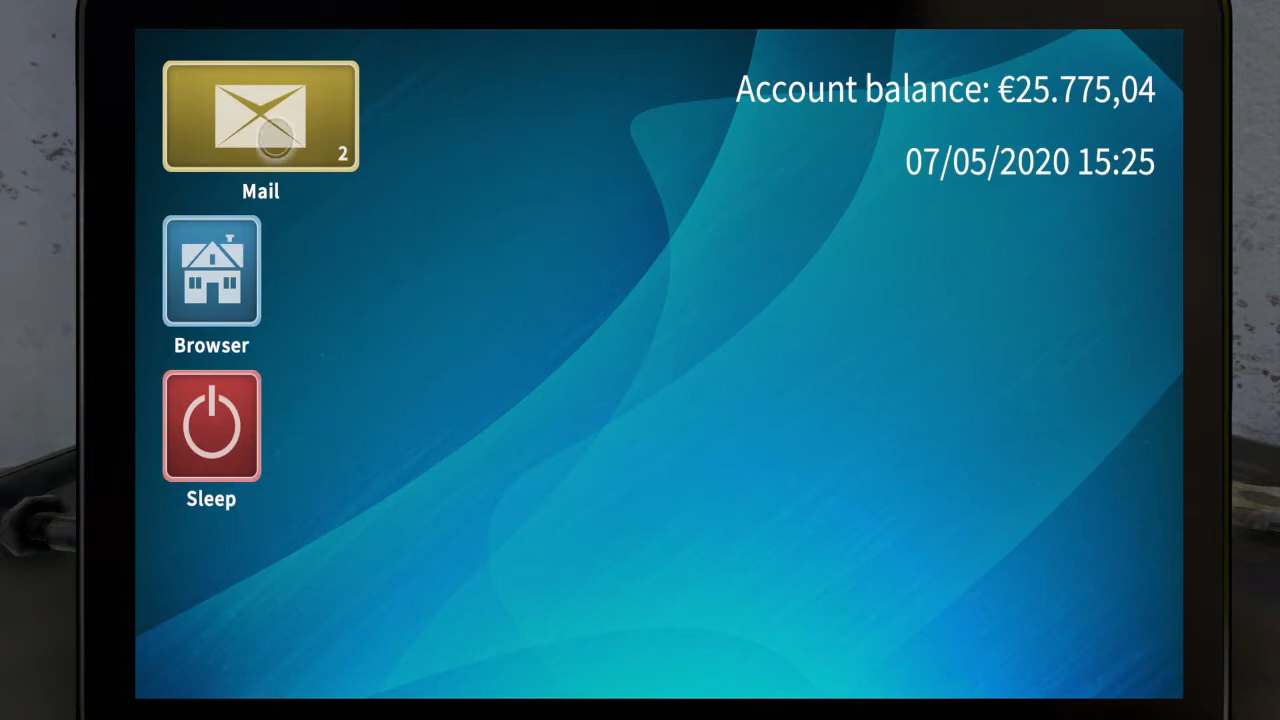 Account balance: €25.775,04
07/05/2020 15:25
2
Mail
Browser
Sleep